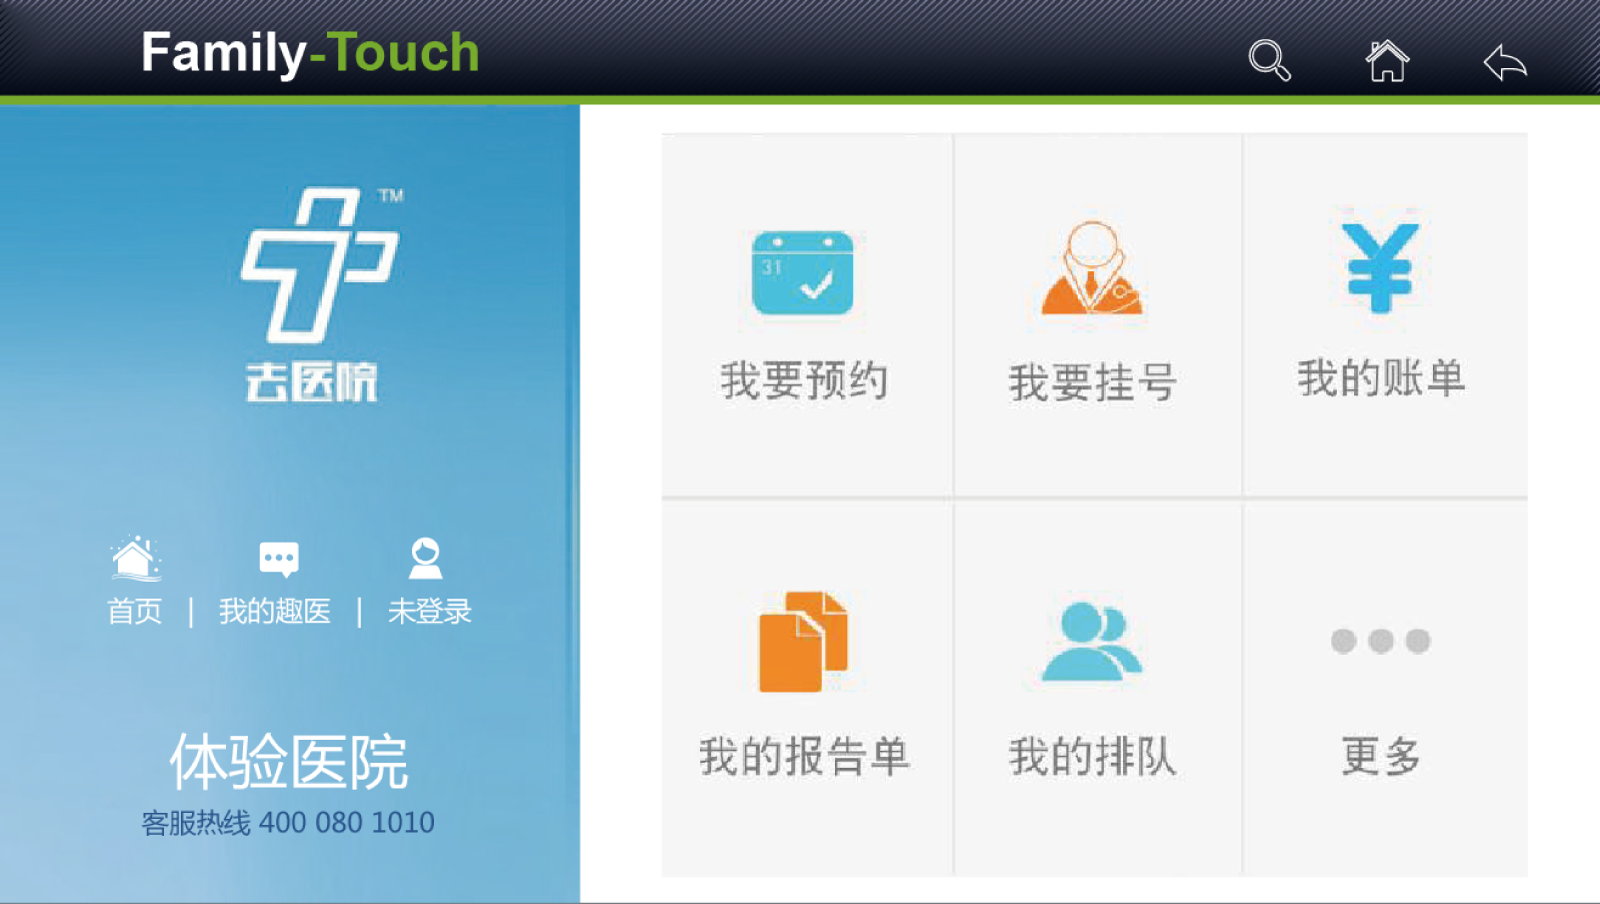 Family-Touch
TM
去医院
首页 | 我的趣医 | 未登录
体验医院
客服热线 400 080 1010
31
我要预约
我要挂号
我的账单
我的报告单
我的排队
更多